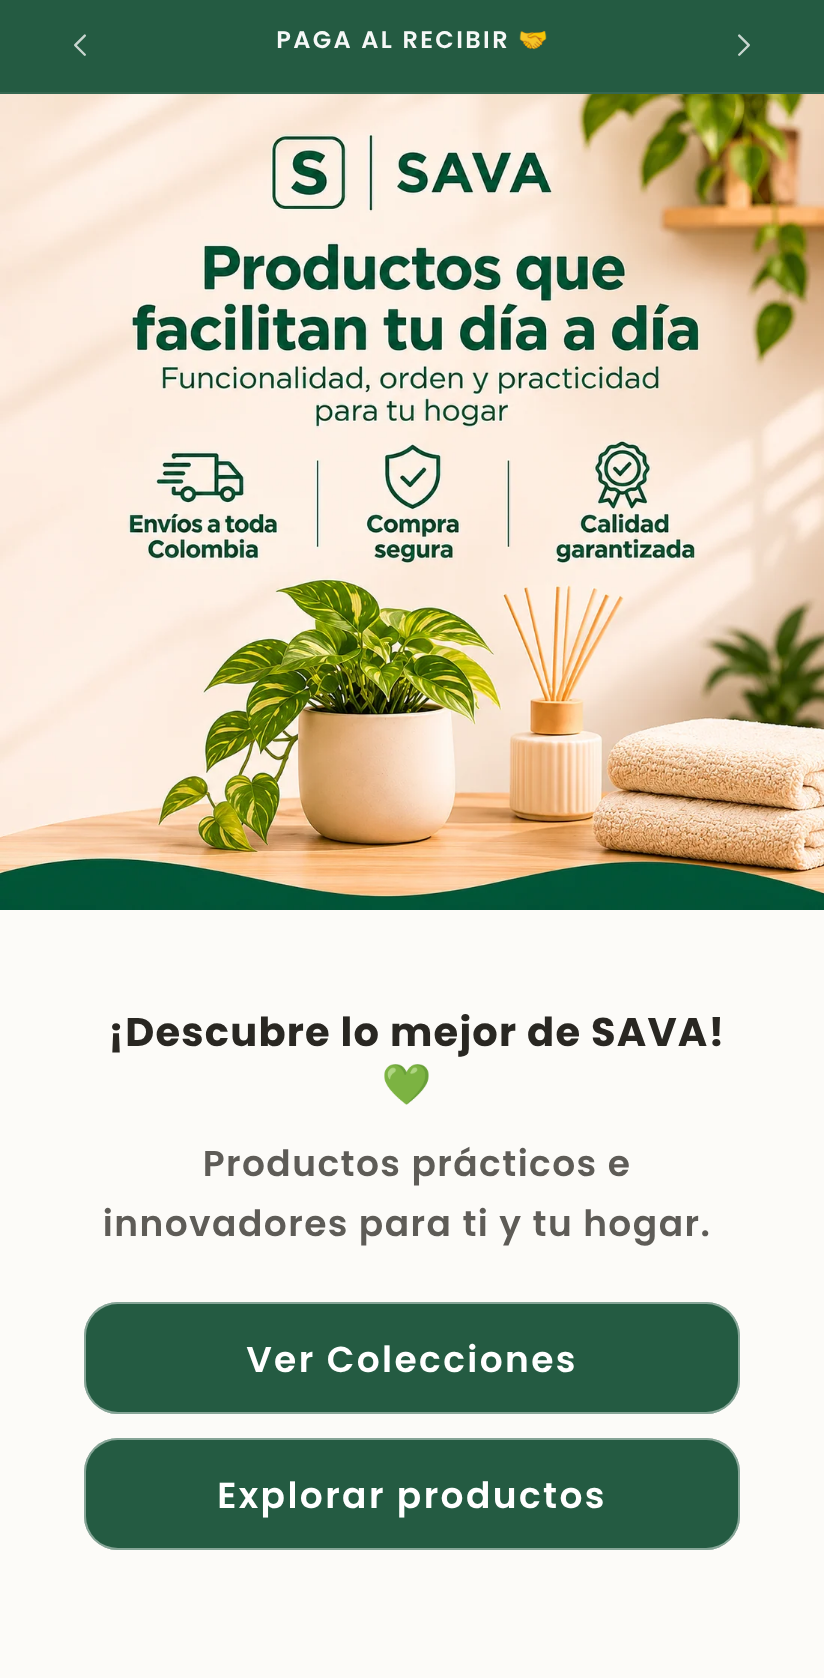 PAGA AL RECIBIR 🤝
S | SAVA
Productos que
facilitan tu día a día
Funcionalidad, orden y practicidad
para tu hogar
Envíos a toda
Colombia
Compra
segura
Calidad
garantizada
¡Descubre lo mejor de SAVA!
💚
Productos prácticos e
innovadores para ti y tu hogar.
Ver Colecciones
Explorar productos